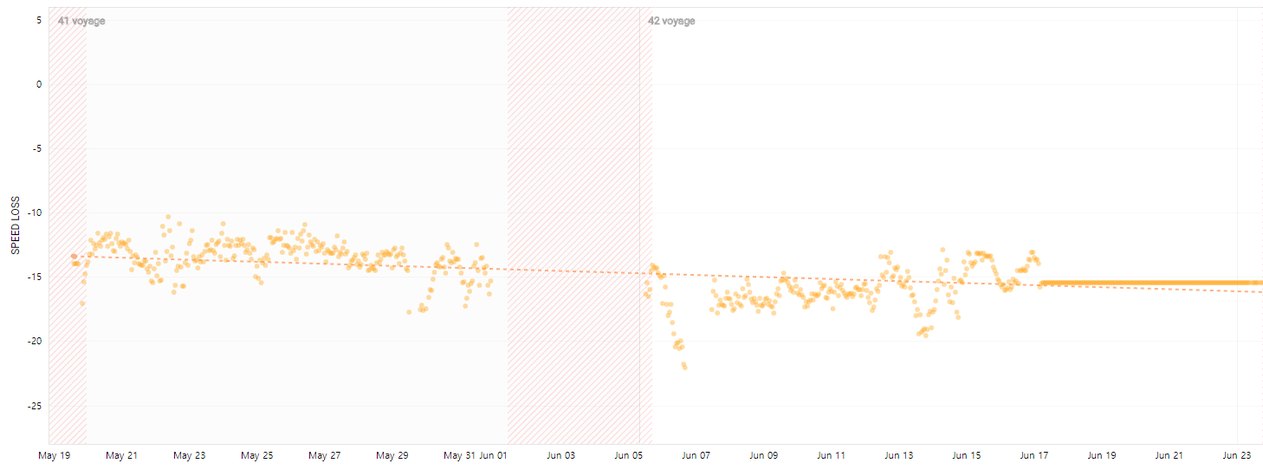 41 voyage
42 voyage
5
0
-5
-10
-15
-20
-25
SPEED LOSS
May 19 May 21 May 23 May 25 May 27 May 29 May 31 Jun 01 Jun 03 Jun 05 Jun 07 Jun 09 Jun 11 Jun 13 Jun 15 Jun 17 Jun 19 Jun 21 Jun 23